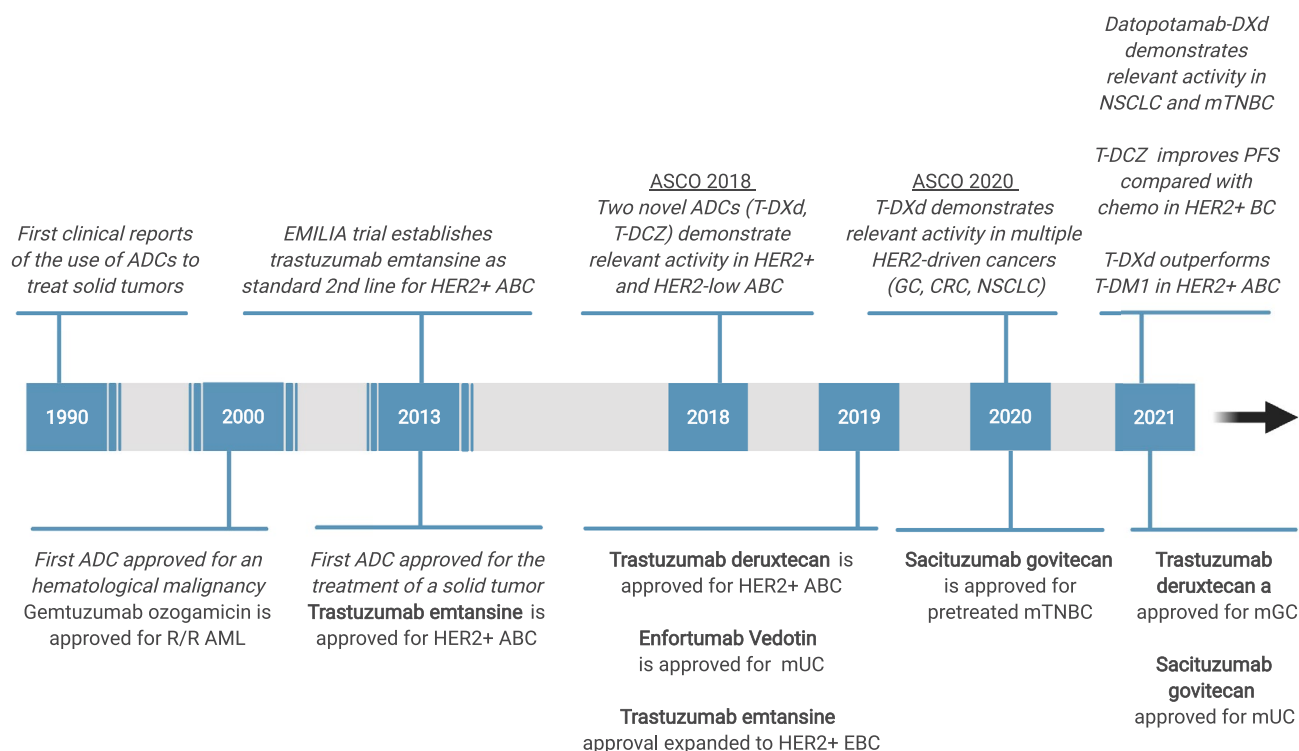 First clinical reports
of the use of ADCs to
treat solid tumors
EMILIA trial establishes
trastuzumab emtansine as
standard 2nd line for HER2+ ABC
ASCO 2018
Two novel ADCs (T-DXd,
T-DCZ) demonstrate
relevant activity in HER2+
and HER2-low ABC
ASCO 2020
T-DXd demonstrates
relevant activity in multiple
HER2-driven cancers
(GC, CRC, NSCLC)
Datopotamab-DXd
demonstrates
relevant activity in
NSCLC and mTNBC
T-DCZ improves PFS
compared with
chemo in HER2+ BC
T-DXd outperforms
T-DM1 in HER2+ ABC
1990
2000
2013
2018
2019
2020
2021
First ADC approved for an
hematological malignancy
Gemtuzumab ozogamicin is
approved for R/R AML
First ADC approved for the
treatment of a solid tumor
Trastuzumab emtansine is
approved for HER2+ ABC
Trastuzumab deruxtecan is
approved for HER2+ ABC
Enfortumab Vedotin
is approved for mUC
Trastuzumab emtansine
approval expanded to HER2+ EBC
Sacituzumab govitecan
is approved for
pretreated mTNBC
Trastuzumab
deruxtecan a
approved for mGC
Sacituzumab
govitecan
approved for mUC